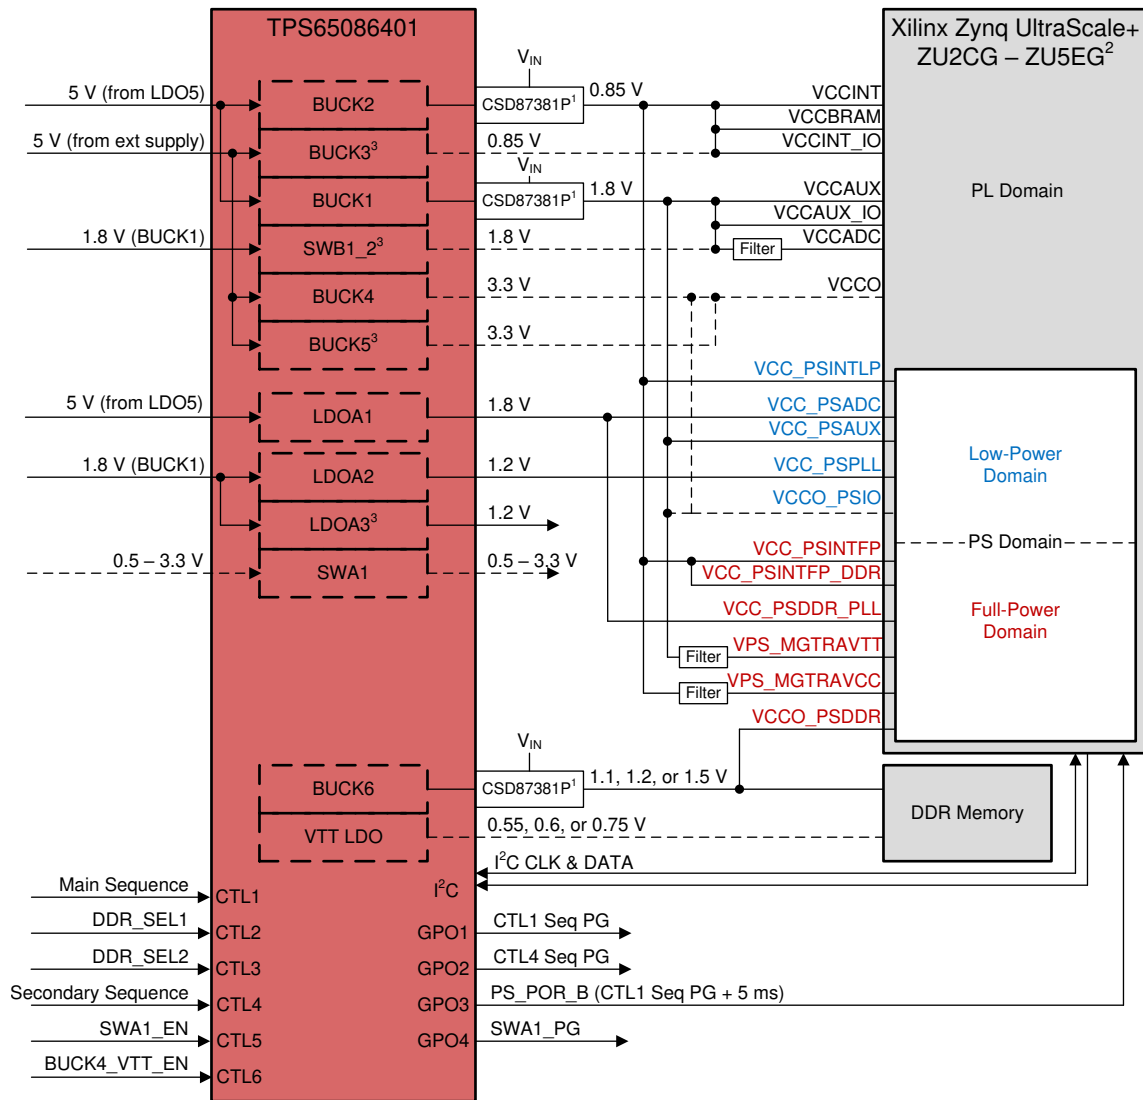 TPS65086401
Xilinx Zynq UltraScale+
ZU2CG – ZU5EG²
V_IN
5 V (from LDO5)
BUCK2
CSD87381P¹
0.85 V
VCCINT
VCCBRAM
5 V (from ext supply)
BUCK3³
0.85 V
VCCINT_IO
V_IN
BUCK1
CSD87381P¹
1.8 V
VCCAUX
PL Domain
VCCAUX_IO
1.8 V (BUCK1)
SWB1_2³
1.8 V
Filter
VCCADC
BUCK4
3.3 V
VCCO
BUCK5³
3.3 V
VCC_PSINTLP
5 V (from LDO5)
LDOA1
1.8 V
VCC_PSADC
VCC_PSAUX
1.8 V (BUCK1)
LDOA2
1.2 V
VCC_PSPLL
Low-Power
Domain
VCCO_PSIO
LDOA3³
1.2 V
PS Domain
0.5 – 3.3 V
SWA1
0.5 – 3.3 V
VCC_PSINTFP
VCC_PSINTFP_DDR
VCC_PSDDR_PLL
Full-Power
Domain
Filter
VPS_MGTRAVTT
Filter
VPS_MGTRAVCC
VCCO_PSDDR
V_IN
BUCK6
CSD87381P¹
1.1, 1.2, or 1.5 V
DDR Memory
VTT LDO
0.55, 0.6, or 0.75 V
I²C CLK & DATA
I²C
Main Sequence
CTL1
DDR_SEL1
CTL2
GPO1
CTL1 Seq PG
DDR_SEL2
CTL3
GPO2
CTL4 Seq PG
Secondary Sequence
CTL4
GPO3
PS_POR_B (CTL1 Seq PG + 5 ms)
SWA1_EN
CTL5
GPO4
SWA1_PG
BUCK4_VTT_EN
CTL6